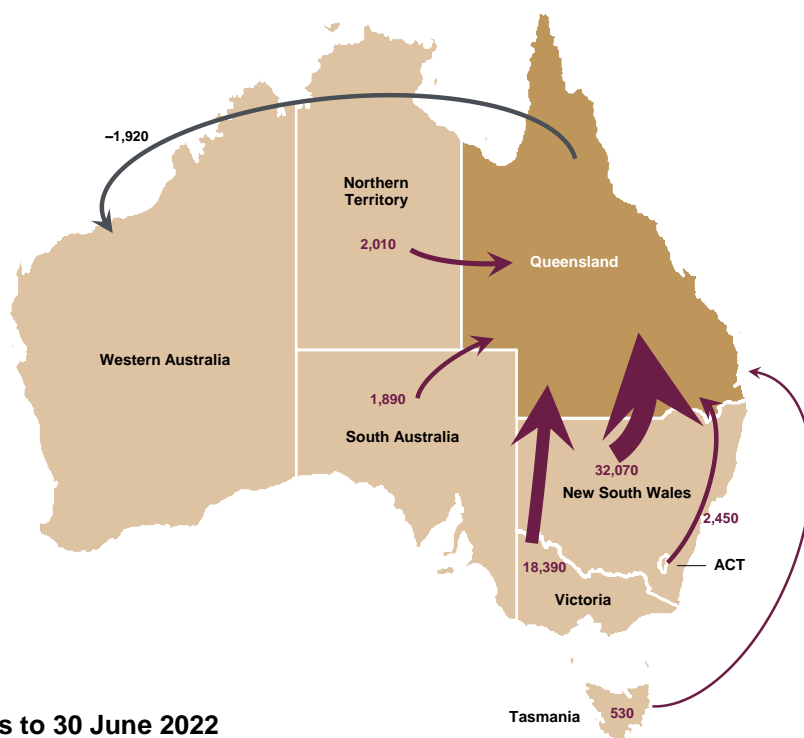 –1,920
Northern
Territory
2,010
Queensland
Western Australia
1,890
South Australia
32,070
New South Wales
2,450
18,390
ACT
Victoria
Tasmania
530
s to 30 June 2022